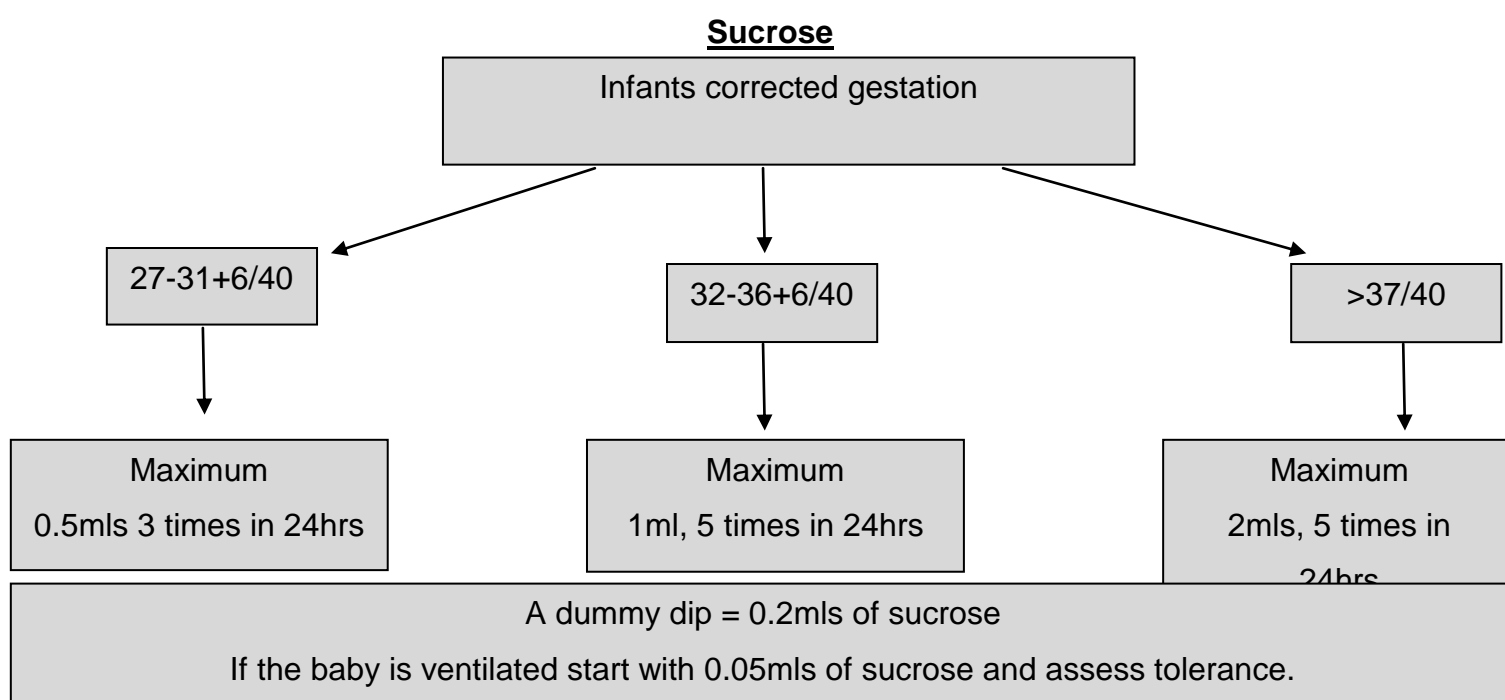 Sucrose
Infants corrected gestation
27-31+6/40
32-36+6/40
>37/40
Maximum
0.5mls 3 times in 24hrs
Maximum
1ml, 5 times in 24hrs
Maximum
2mls, 5 times in
24hrs
A dummy dip = 0.2mls of sucrose
If the baby is ventilated start with 0.05mls of sucrose and assess tolerance.